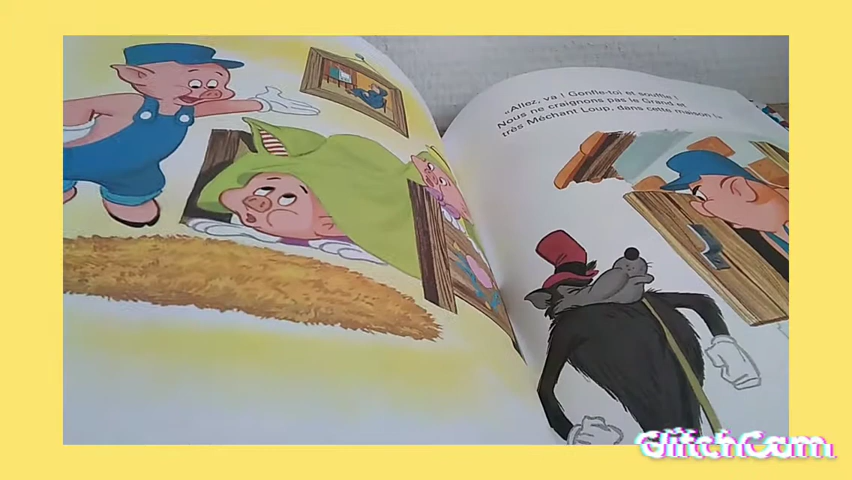 «Allez, va ! Gonfle-toi et souffle !
Nous ne craignons pas le Grand et
très Méchant Loup, dans cette maison !»
GlitchCam